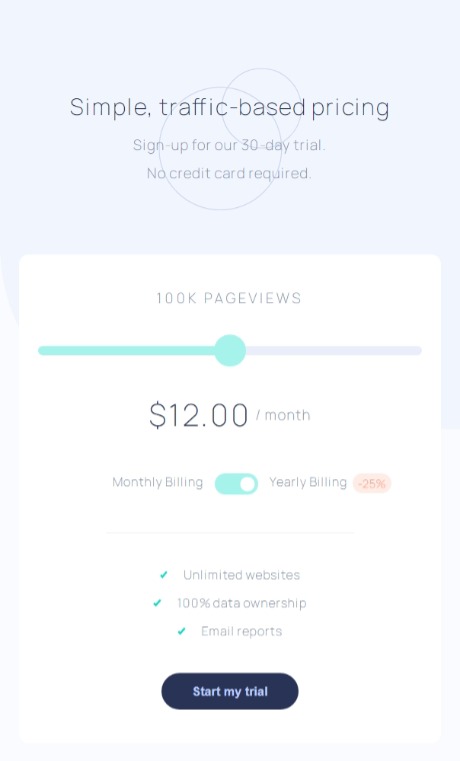 Simple, traffic-based pricing
Sign-up for our 30-day trial.
No credit card required.
100K PAGEVIEWS
$12.00 / month
Monthly Billing Yearly Billing -25%
✔ Unlimited websites
✔ 100% data ownership
✔ Email reports
Start my trial